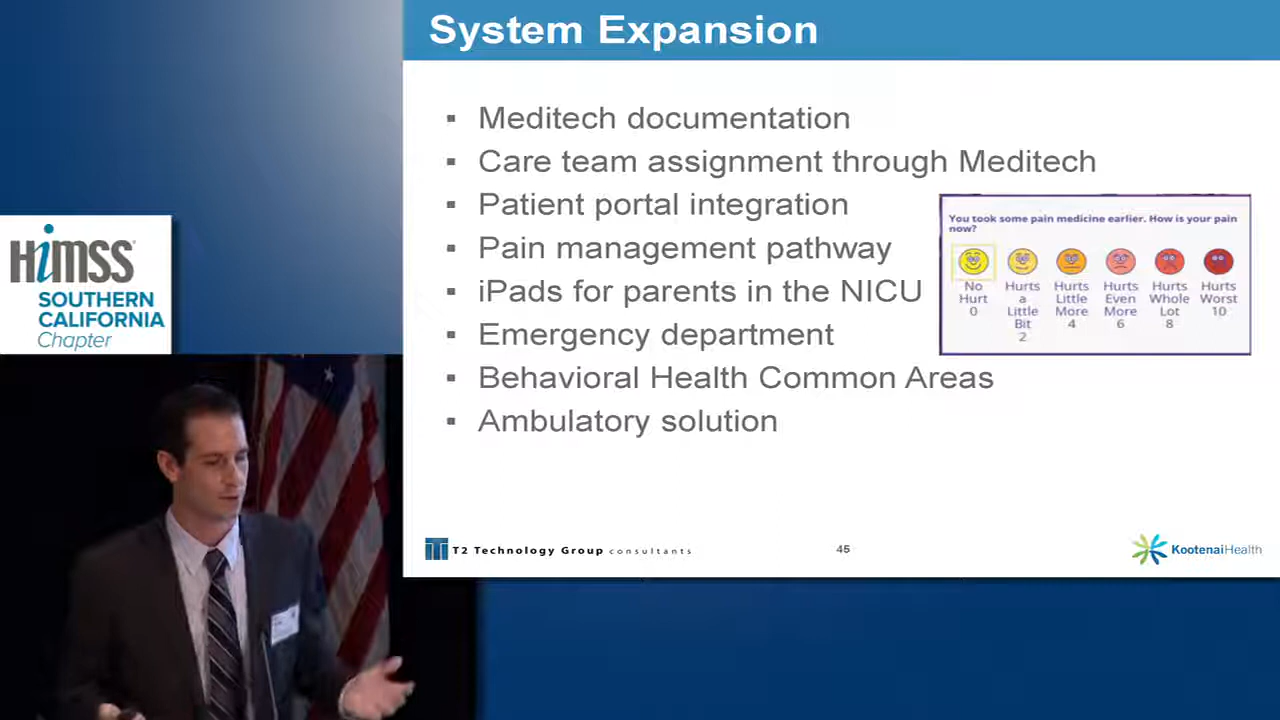 System Expansion
▪ Meditech documentation
▪ Care team assignment through Meditech
▪ Patient portal integration
▪ Pain management pathway
▪ iPads for parents in the NICU
▪ Emergency department
▪ Behavioral Health Common Areas
▪ Ambulatory solution
You took some pain medicine earlier. How is your pain
now?
No Hurt 0
Hurts a Little Bit 2
Hurts Little More 4
Hurts Even More 6
Hurts Whole Lot 8
Hurts Worst 10
HiMSS
SOUTHERN
CALIFORNIA
Chapter
T2 Technology Group consultants
45
KootenaiHealth